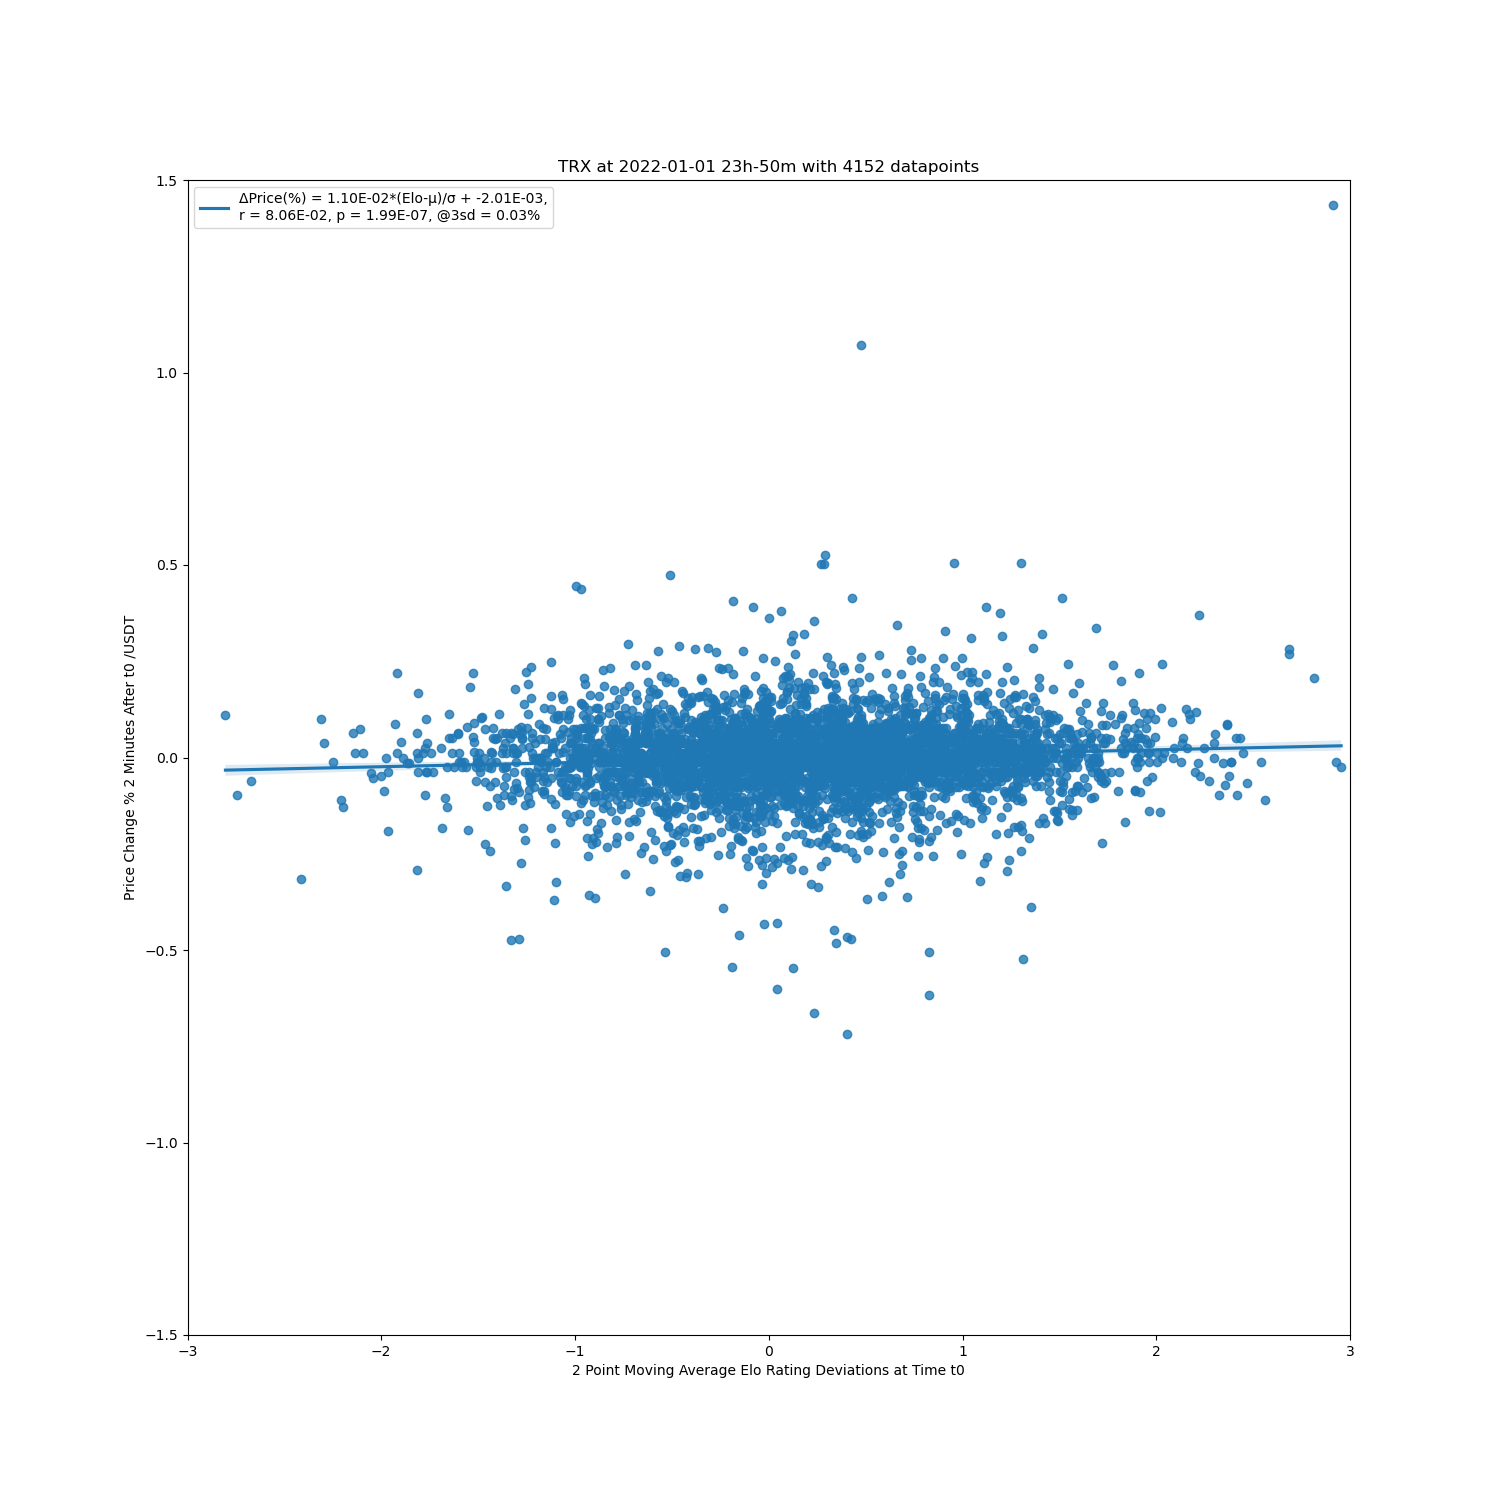 TRX at 2022-01-01 23h-50m with 4152 datapoints
ΔPrice(%) = 1.10E-02*(Elo-μ)/σ + -2.01E-03,
r = 8.06E-02, p = 1.99E-07, @3sd = 0.03%
Price Change % 2 Minutes After t0 /USDT
1.5
1.0
0.5
0.0
−0.5
−1.0
−1.5
−3 −2 −1 0 1 2 3
2 Point Moving Average Elo Rating Deviations at Time t0